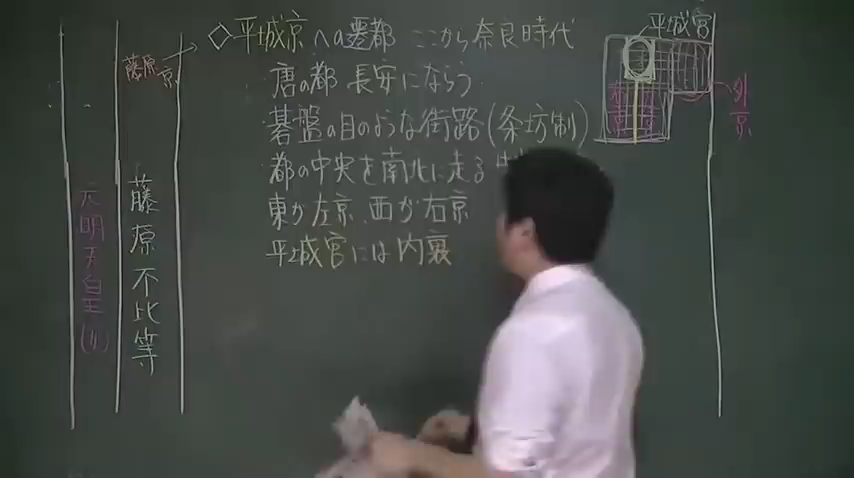 ◇平城京への遷都 ここから奈良時代
・唐の都 長安にならう
・碁盤の目のような街路(条坊制)
・都の中央を南北に走る
東が左京、西が右京
平城宮には内裏
平城宮
外京
藤原京
藤原不比等
元明天皇(女)